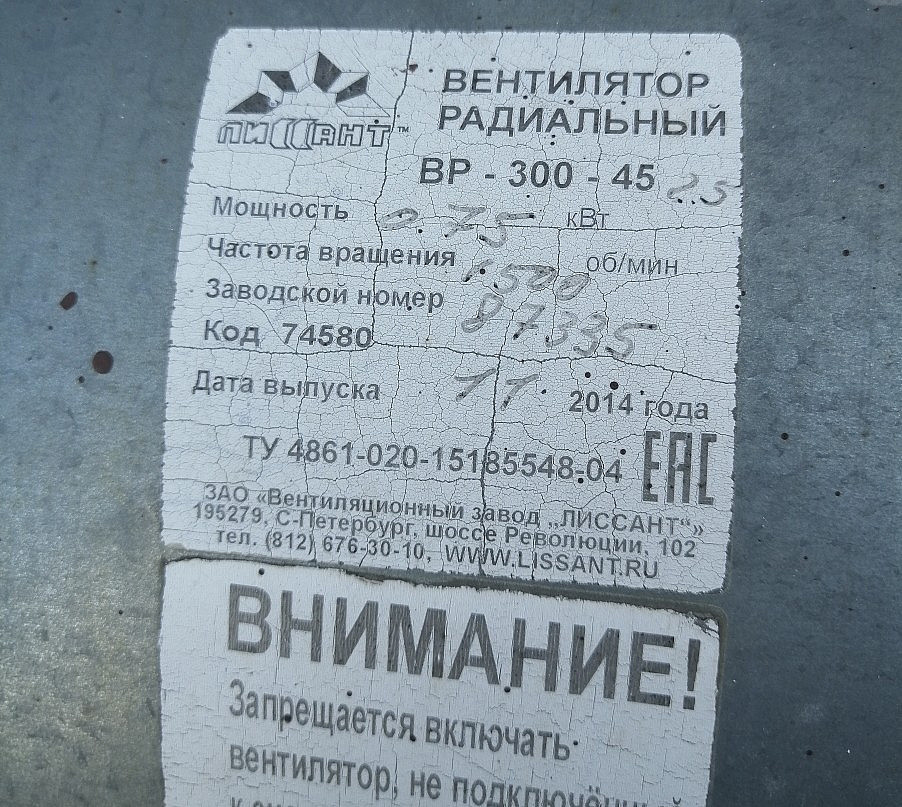 ЛИССАНТ™
ВЕНТИЛЯТОР
РАДИАЛЬНЫЙ
ВР - 300 - 45 2.5
Мощность 0.75 кВт
Частота вращения 1500 об/мин
Заводской номер 87335
Код 74580
Дата выпуска 11. 2014 года
ТУ 4861-020-15185548-04 ЕАС
ЗАО «Вентиляционный завод „ЛИССАНТ“»
195279, С-Петербург, шоссе Революции, 102
тел. (812) 676-30-10, WWW.LISSANT.RU
ВНИМАНИЕ!
Запрещается включать
вентилятор, не подключённый